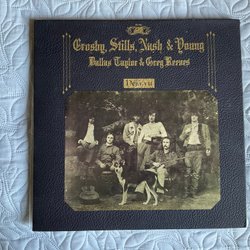 Crosby, Stills, Nash & Young
Dallas Taylor & Greg Reeves
Déjà Vu